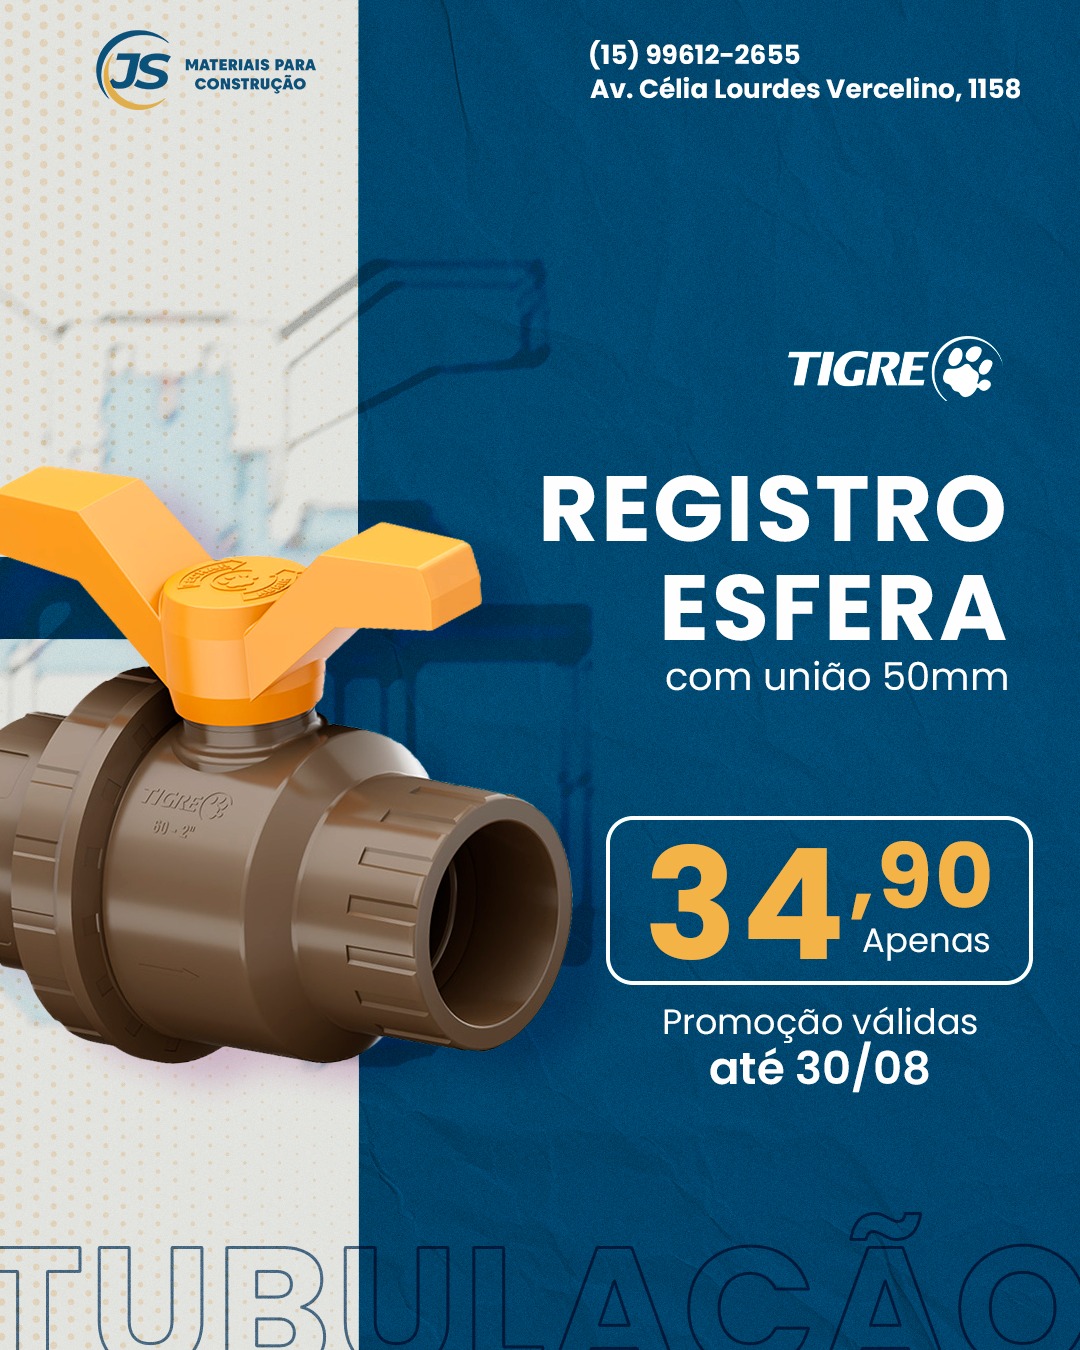 JS
MATERIAIS PARA
CONSTRUÇÃO
(15) 99612-2655
Av. Célia Lourdes Vercelino, 1158
TIGRE
REGISTRO
ESFERA
com união 50mm
TIGRE
60 - 2"
34,90
Apenas
Promoção válidas
até 30/08
TUBULAÇÃO